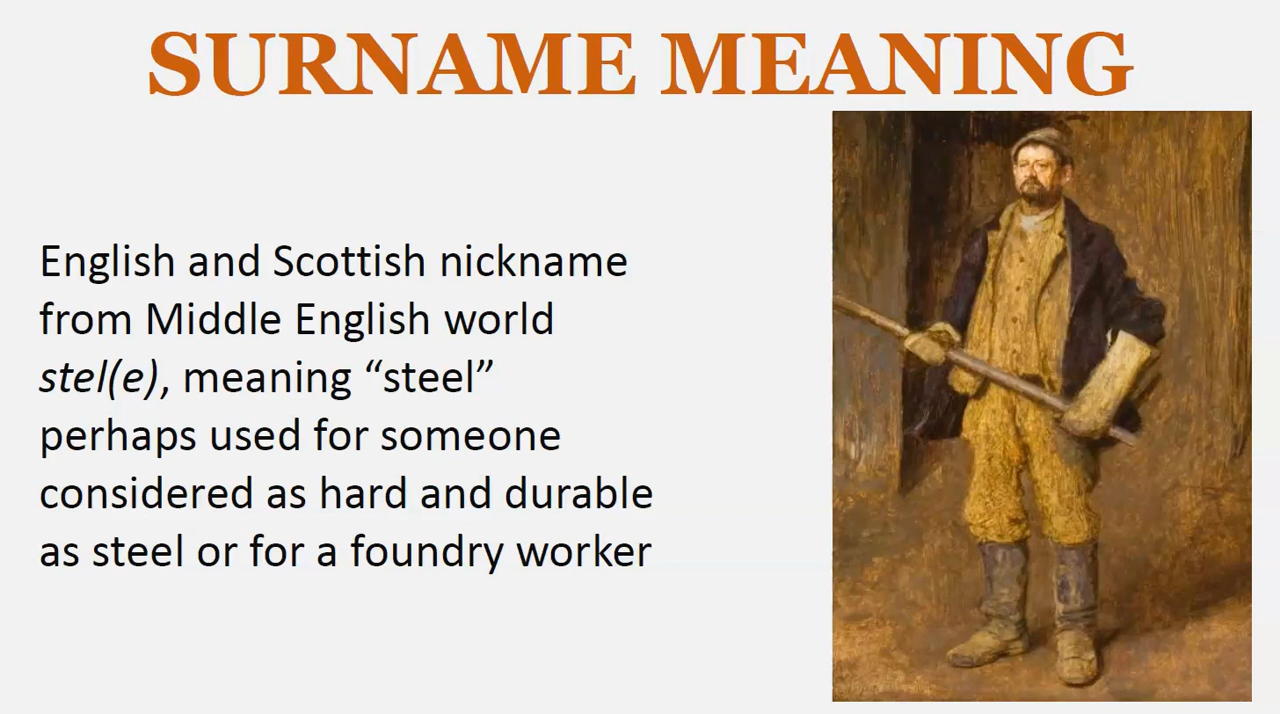 SURNAME MEANING
English and Scottish nickname
from Middle English world
stel(e), meaning “steel”
perhaps used for someone
considered as hard and durable
as steel or for a foundry worker